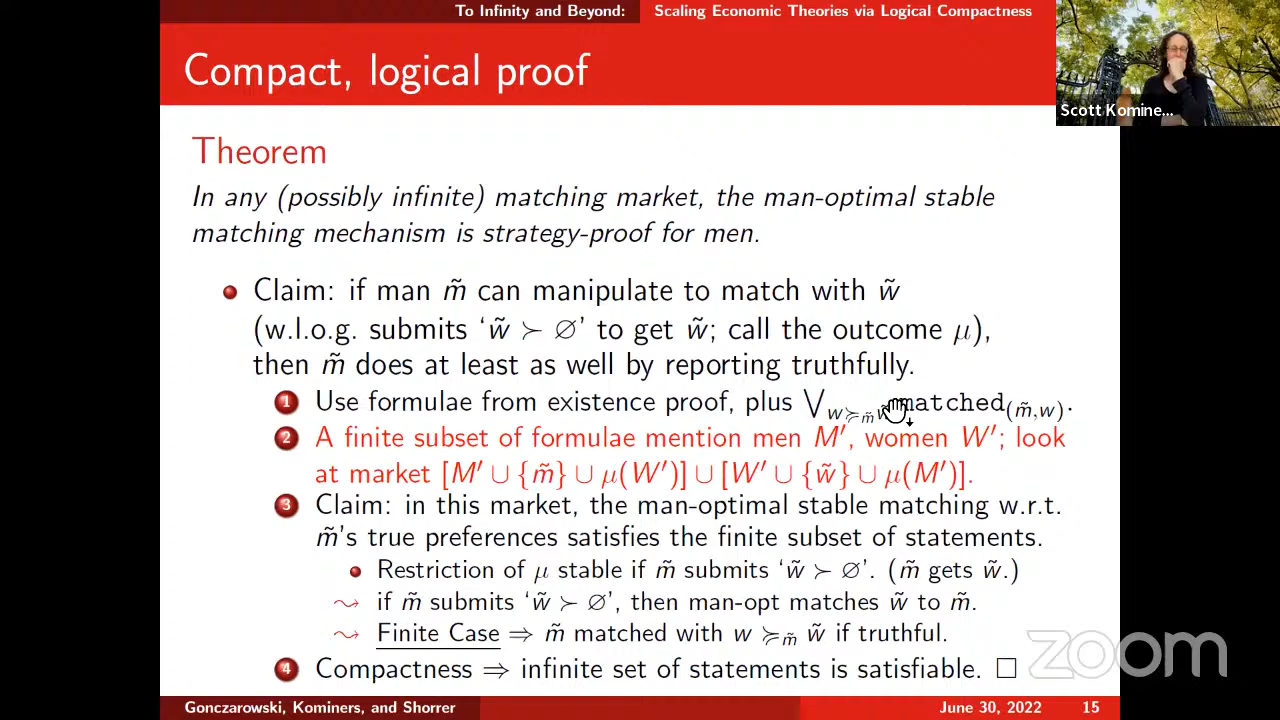 To Infinity and Beyond: Scaling Economic Theories via Logical Compactness
Compact, logical proof
Scott Komine...
Theorem
In any (possibly infinite) matching market, the man-optimal stable
matching mechanism is strategy-proof for men.
Claim: if man m̃ can manipulate to match with w̃
(w.l.o.g. submits ‘w̃ ≻ ∅’ to get w̃; call the outcome μ),
then m̃ does at least as well by reporting truthfully.
1 Use formulae from existence proof, plus ⋁_{w≽_{m̃}w̃} matched_{(m̃,w)}.
2 A finite subset of formulae mention men M′, women W′; look
at market [M′ ∪ {m̃} ∪ μ(W′)] ∪ [W′ ∪ {w̃} ∪ μ(M′)].
3 Claim: in this market, the man-optimal stable matching w.r.t.
m̃’s true preferences satisfies the finite subset of statements.
Restriction of μ stable if m̃ submits ‘w̃ ≻ ∅’. (m̃ gets w̃.)
⇝ if m̃ submits ‘w̃ ≻ ∅’, then man-opt matches w̃ to m̃.
⇝ Finite Case ⇒ m̃ matched with w ≽_{m̃} w̃ if truthful.
4 Compactness ⇒ infinite set of statements is satisfiable. □
zoom
Gonczarowski, Kominers, and Shorrer June 30, 2022 15